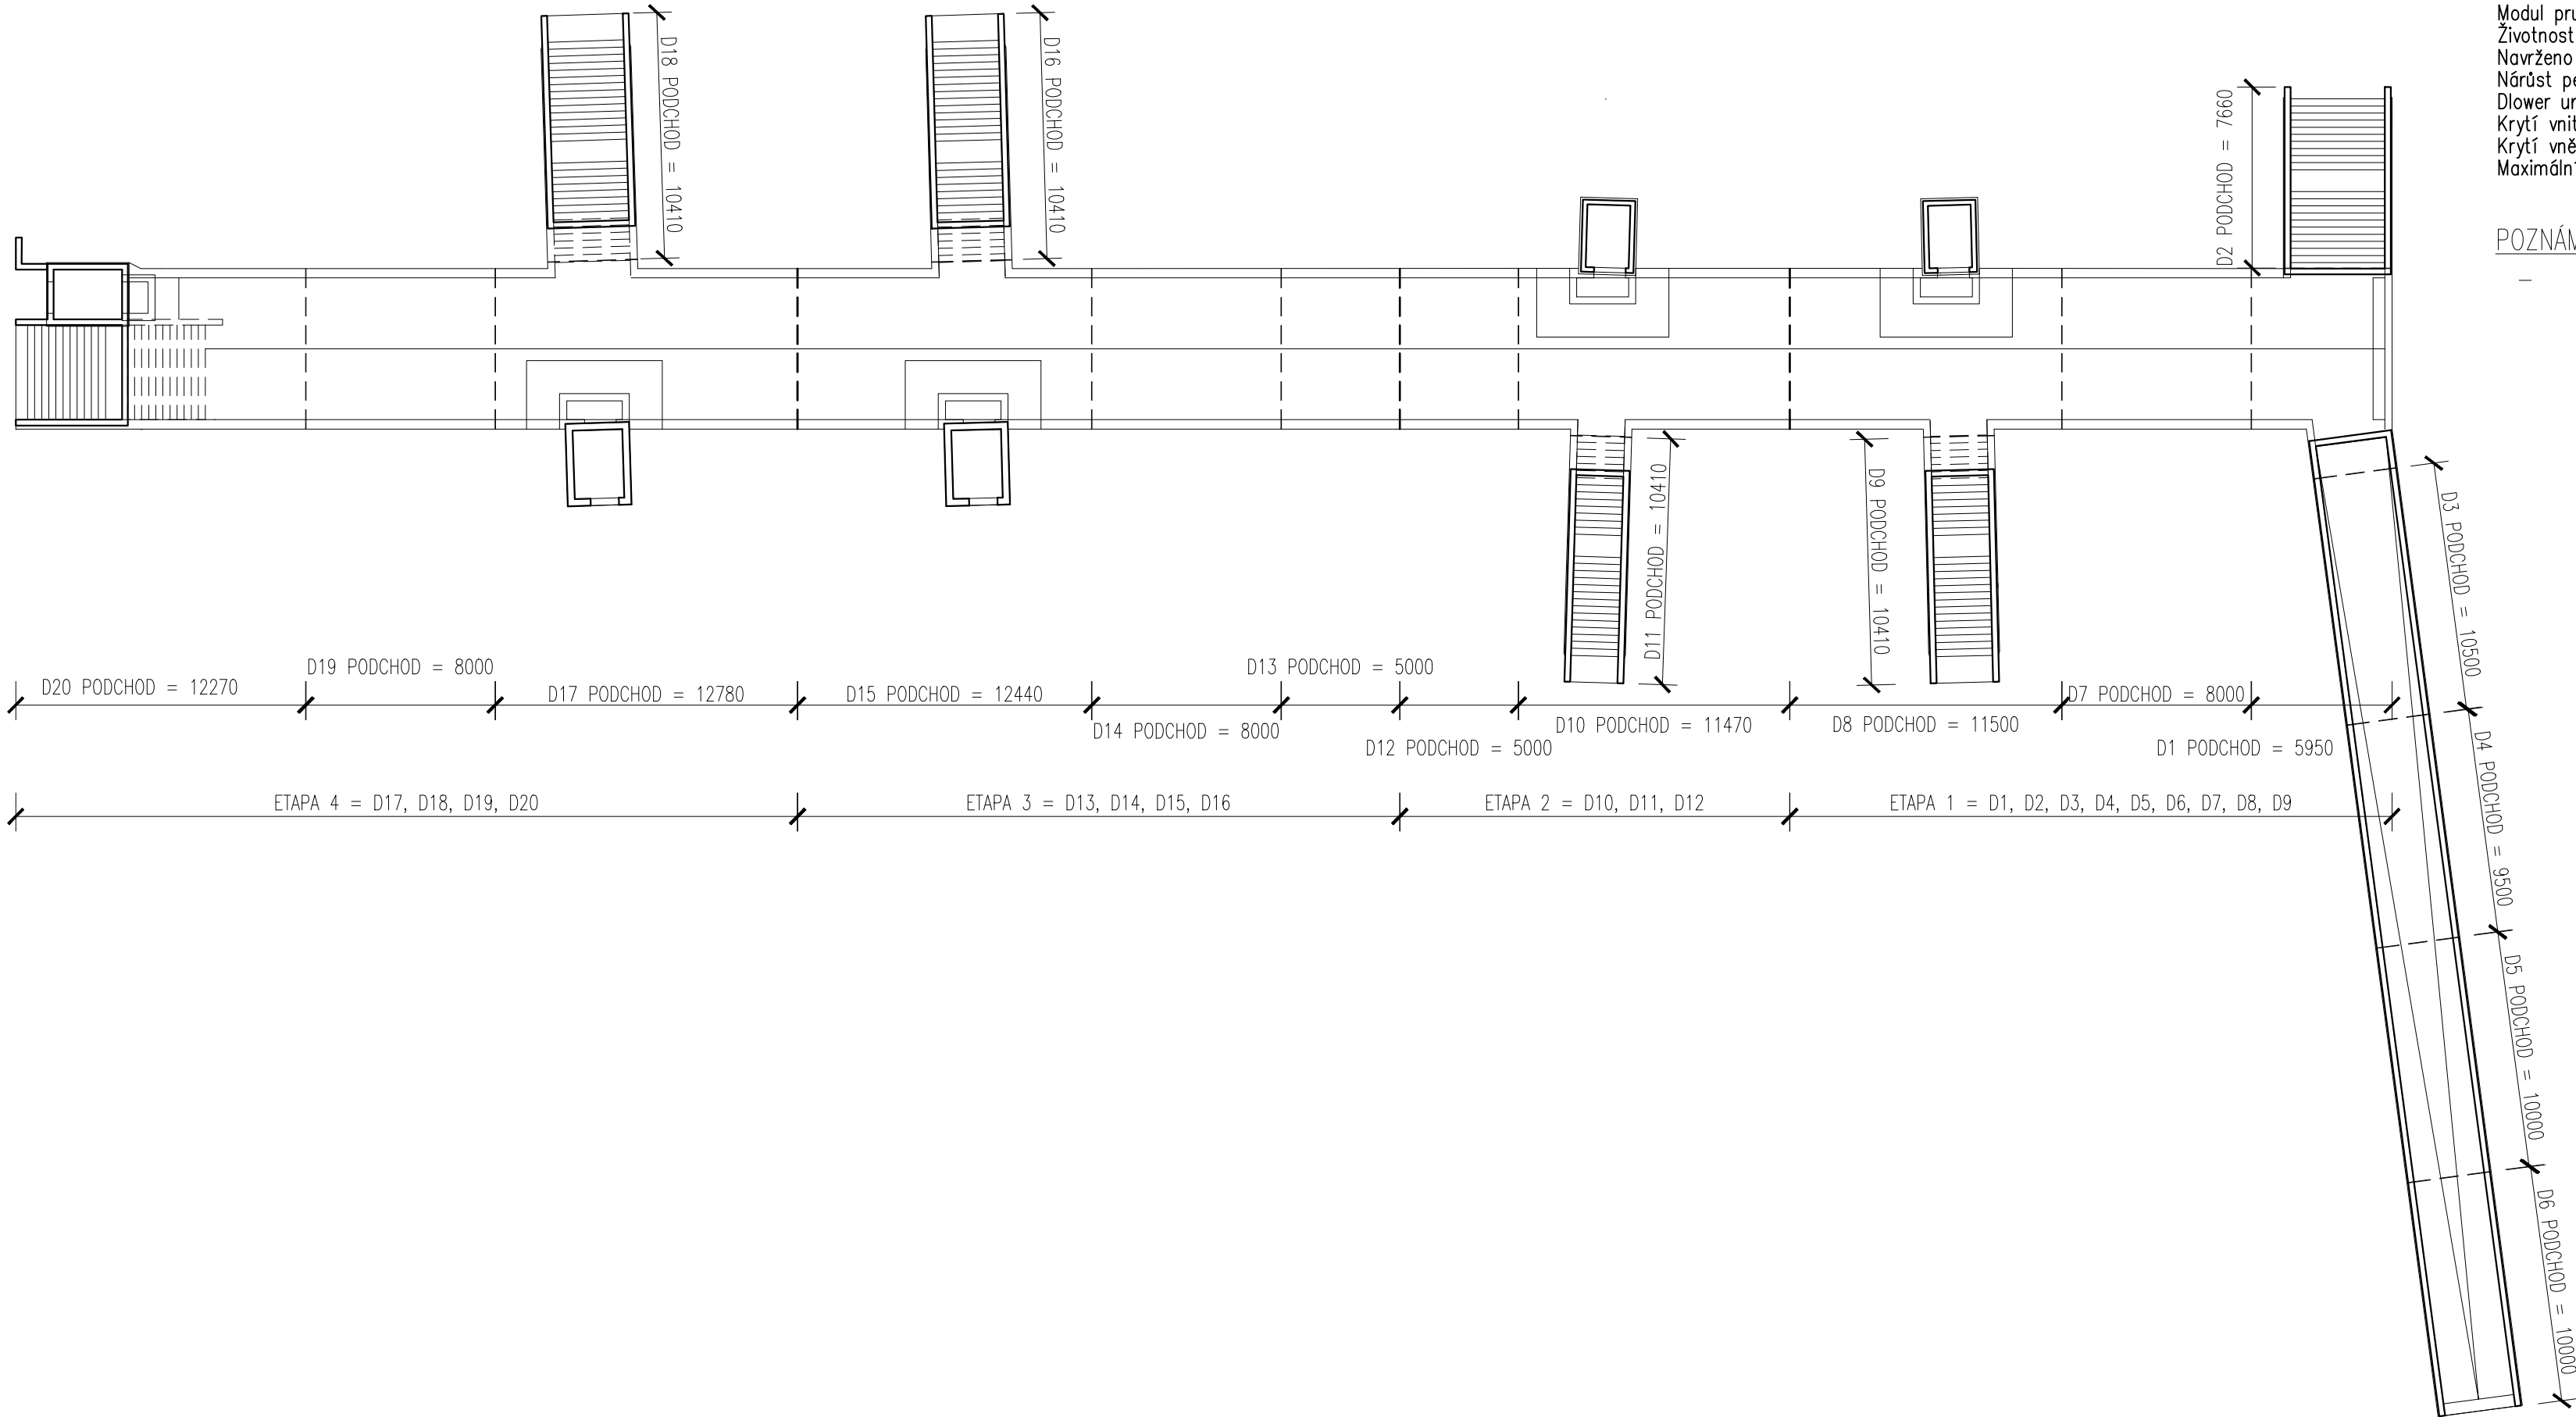 Modul
Životnost
Navrženo
Nárůst
Dlower
Krytí
Krytí
D18 PODCHOD = 10410
D16 PODCHOD = 10410
D2 PODCHOD = 7660
–
D11 PODCHOD = 10410
D9 PODCHOD = 10410
D3 PODCHOD = 10500
D4 PODCHOD = 9500
D5 PODCHOD = 10000
D6 PODCHOD = 10000
D20 PODCHOD = 12270
D19 PODCHOD = 8000
D17 PODCHOD = 12780
D15 PODCHOD = 12440
D14 PODCHOD = 8000
D13 PODCHOD = 5000
D12 PODCHOD = 5000
D10 PODCHOD = 11470
D8 PODCHOD = 11500
D7 PODCHOD = 8000
D1 PODCHOD = 5950
ETAPA 4 = D17, D18, D19, D20
ETAPA 3 = D13, D14, D15, D16
ETAPA 2 = D10, D11, D12
ETAPA 1 = D1, D2, D3, D4, D5, D6, D7, D8, D9